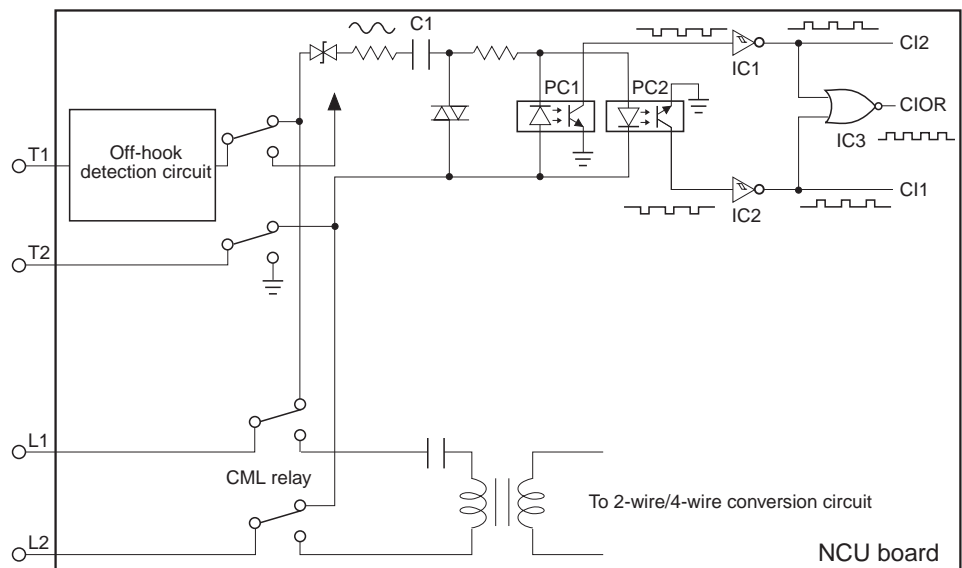 C1
PC1
PC2
IC1
CI2
CIOR
IC3
T1
Off-hook
detection circuit
IC2
CI1
T2
L1
CML relay
To 2-wire/4-wire conversion circuit
L2
NCU board